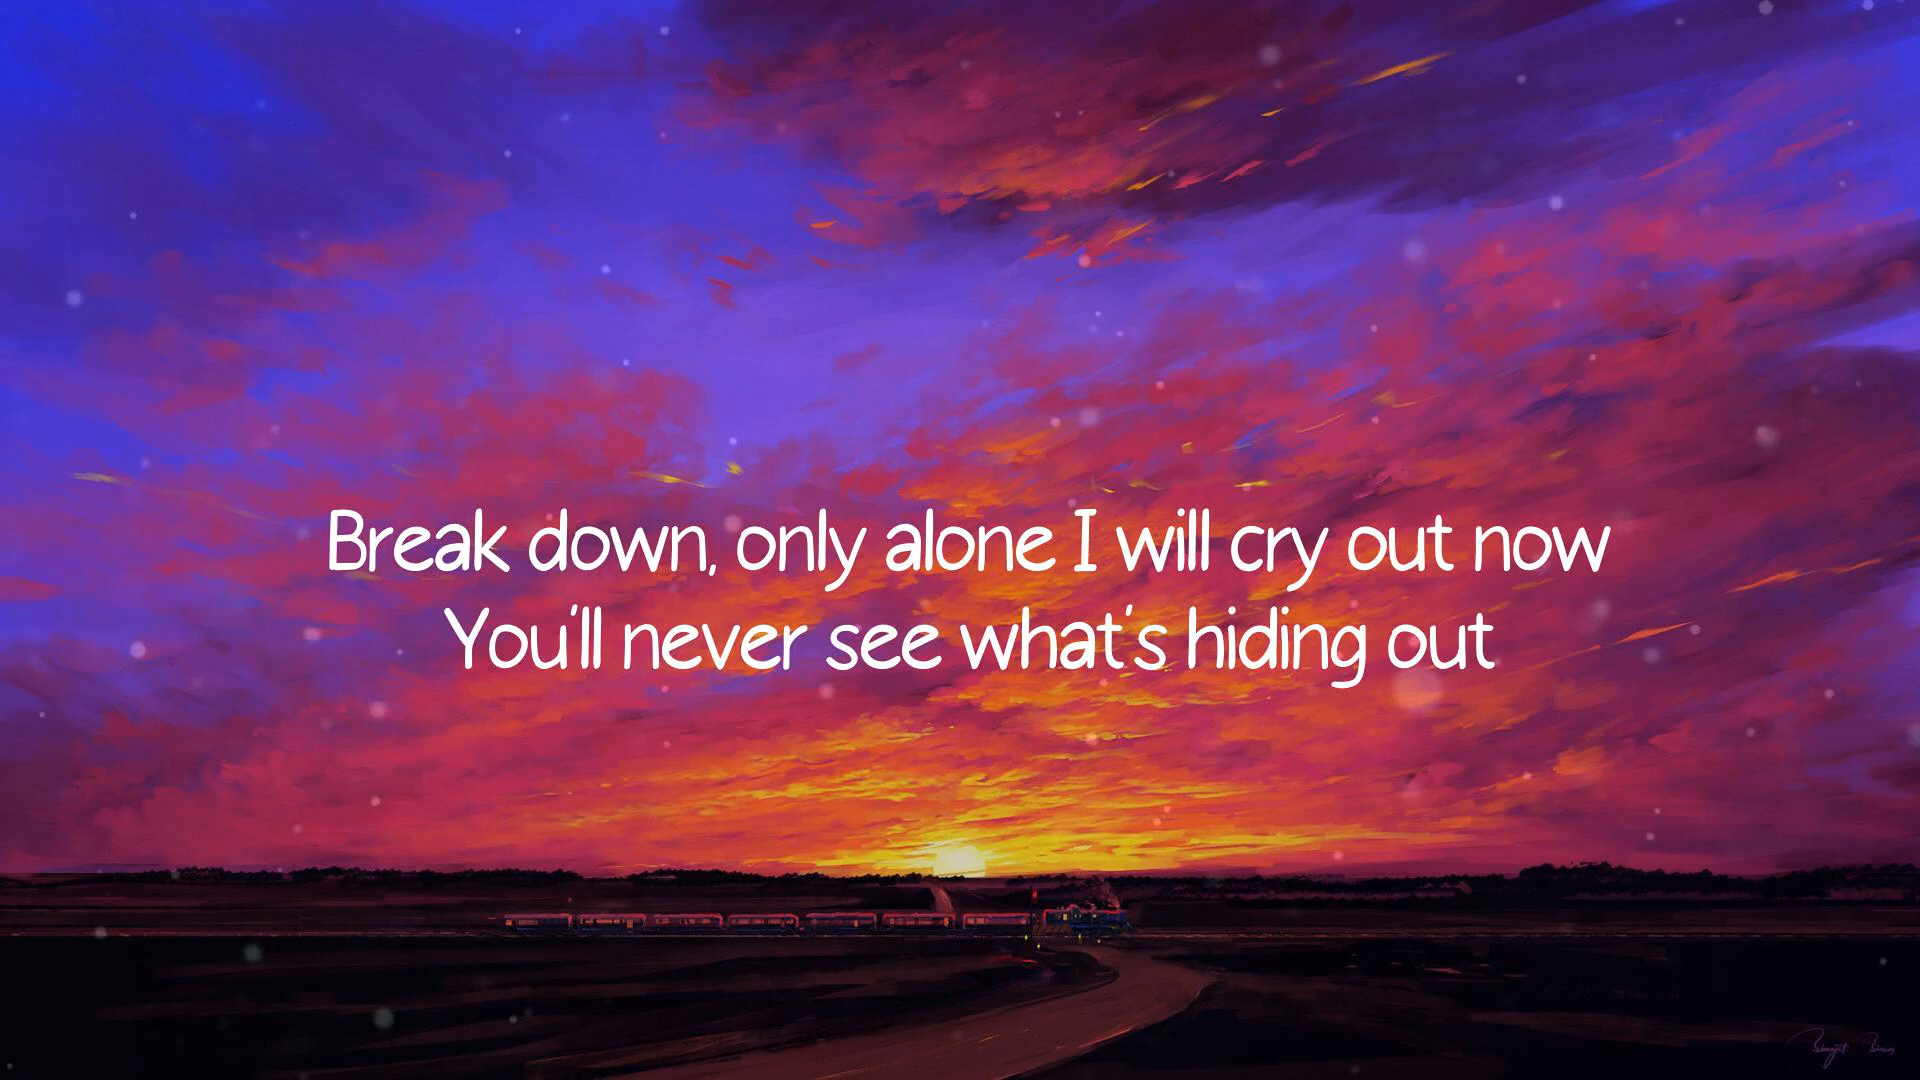 Break down, only alone I will cry out now
You'll never see what's hiding out